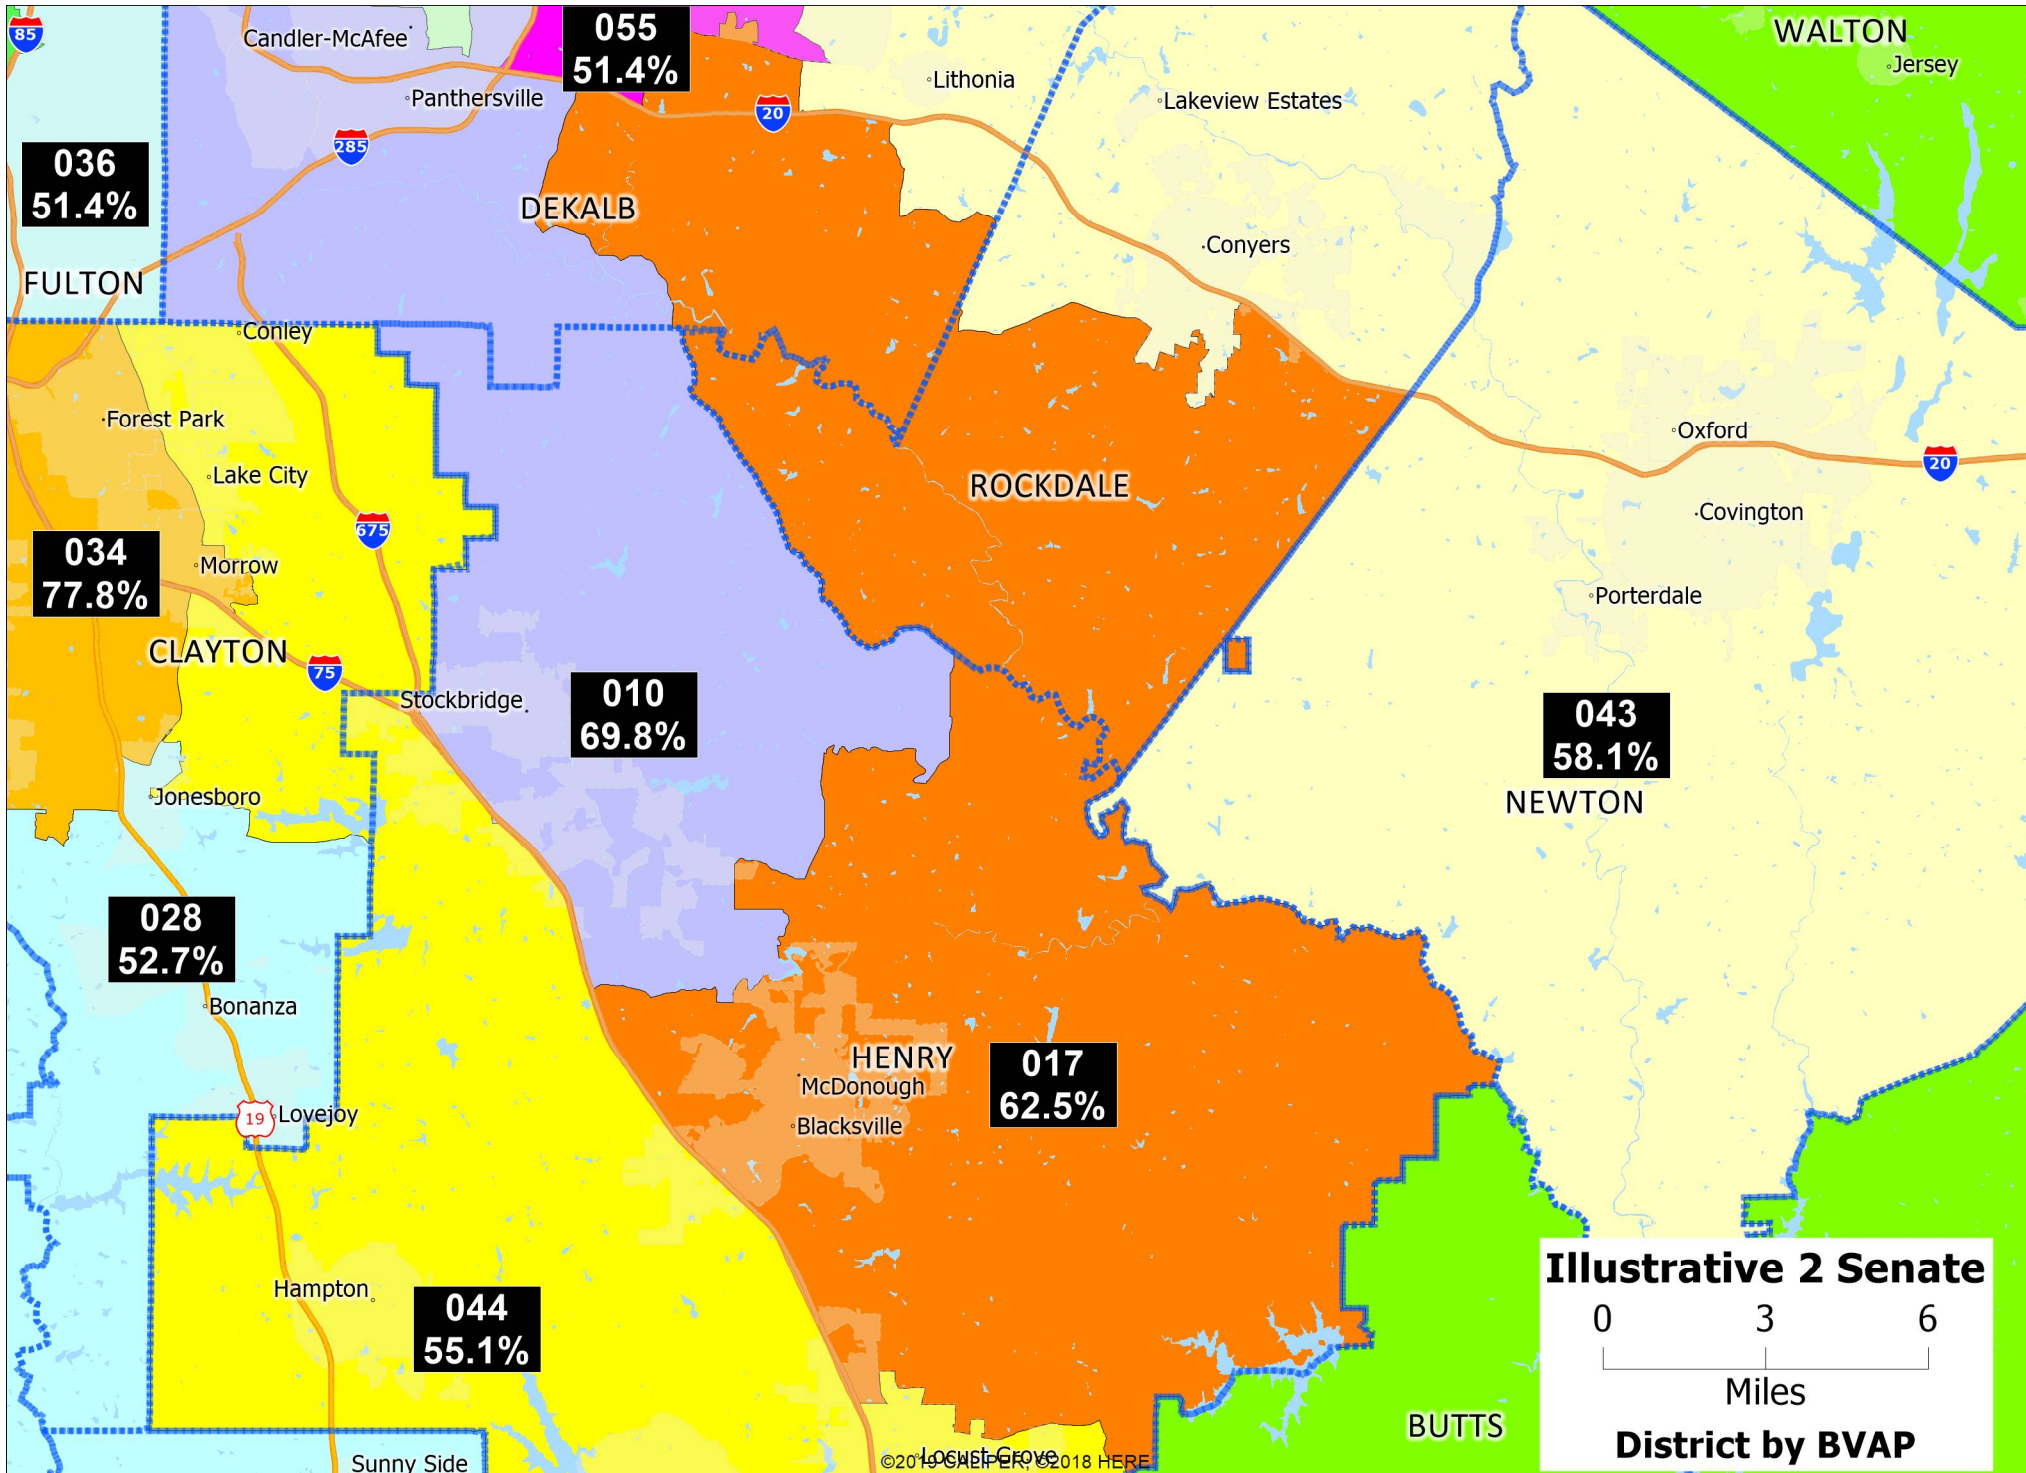 85
Candler-McAfee
055
51.4%
WALTON
Jersey
Lithonia
Panthersville
20
Lakeview Estates
285
036
51.4%
DEKALB
Conyers
FULTON
Conley
Forest Park
Oxford
Lake City
20
ROCKDALE
Covington
675
034
77.8%
Morrow
Porterdale
CLAYTON
75
Stockbridge
010
69.8%
043
58.1%
NEWTON
Jonesboro
028
52.7%
Bonanza
HENRY
017
62.5%
McDonough
19
Lovejoy
Blacksville
Hampton
044
55.1%
Illustrative 2 Senate
0 3 6
Miles
District by BVAP
BUTTS
Locust Grove
©2019 CALIPER; ©2018 HERE
Sunny Side